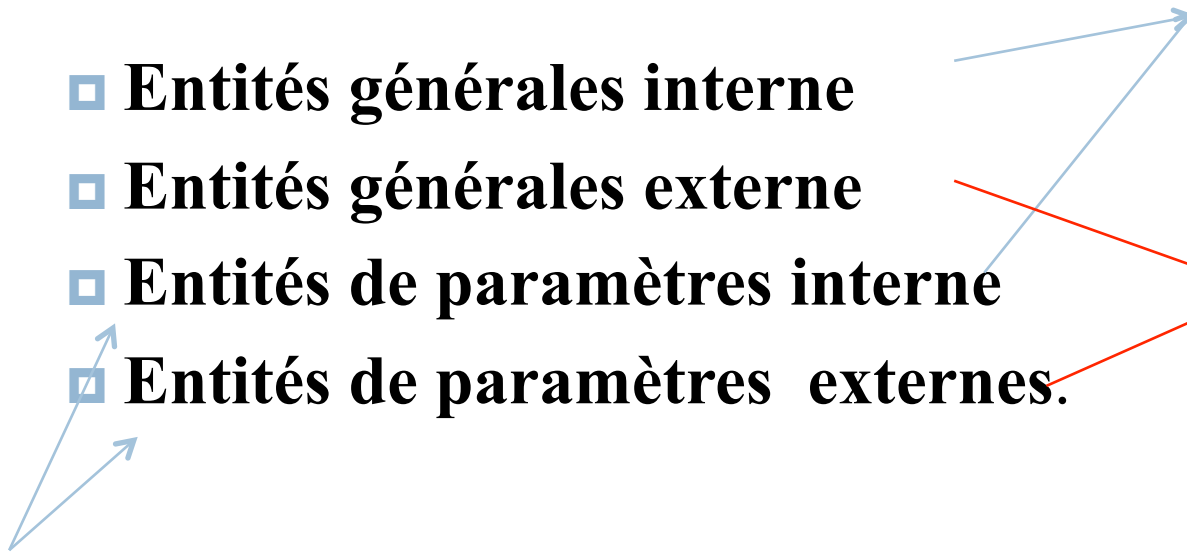 Entités générales interne
Entités générales externe
Entités de paramètres interne
Entités de paramètres externes.